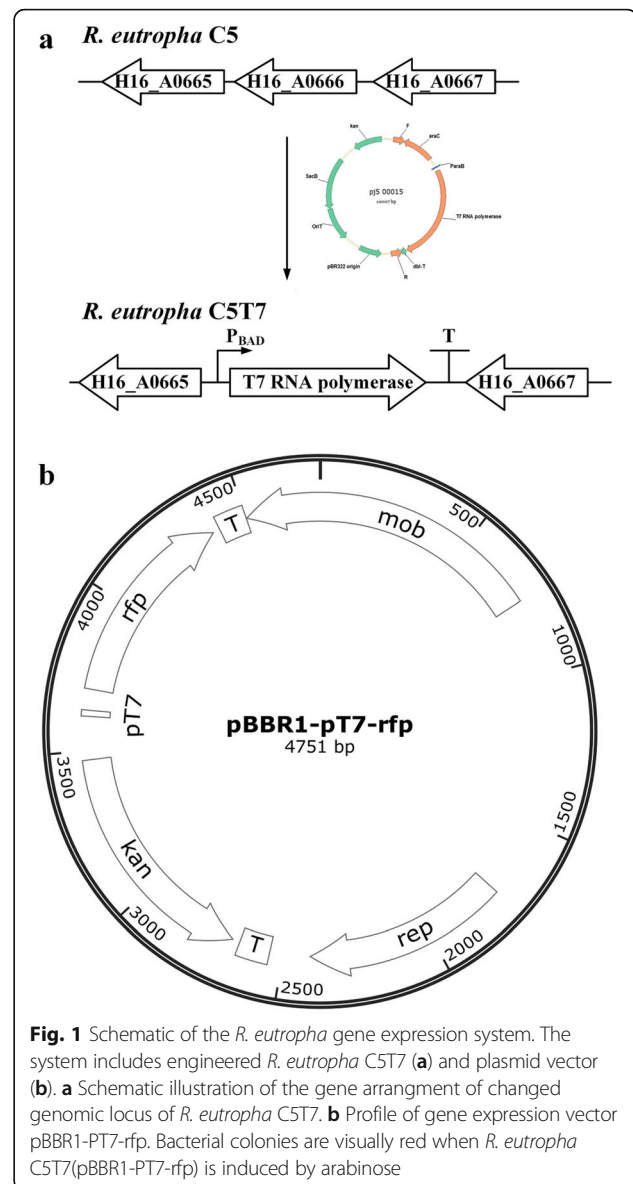 a
R. eutropha C5
H16_A0665
H16_A0666
H16_A0667
kan
F
araC
ParaB
SacB
pJ5 00015
10007 bp
T7 RNA polymerase
OriT
pBR322 origin
R
dbl-T
R. eutropha C5T7
PBAD
T
H16_A0665
T7 RNA polymerase
H16_A0667
b
4500
500
T
mob
4000
rfp
1000
pT7
pBBR1-pT7-rfp
4751 bp
3500
1500
kan
3000
T
rep
2000
2500
Fig. 1 Schematic of the R. eutropha gene expression system. The
system includes engineered R. eutropha C5T7 (a) and plasmid vector
(b). a Schematic illustration of the gene arrangment of changed
genomic locus of R. eutropha C5T7. b Profile of gene expression vector
pBBR1-PT7-rfp. Bacterial colonies are visually red when R. eutropha
C5T7(pBBR1-PT7-rfp) is induced by arabinose